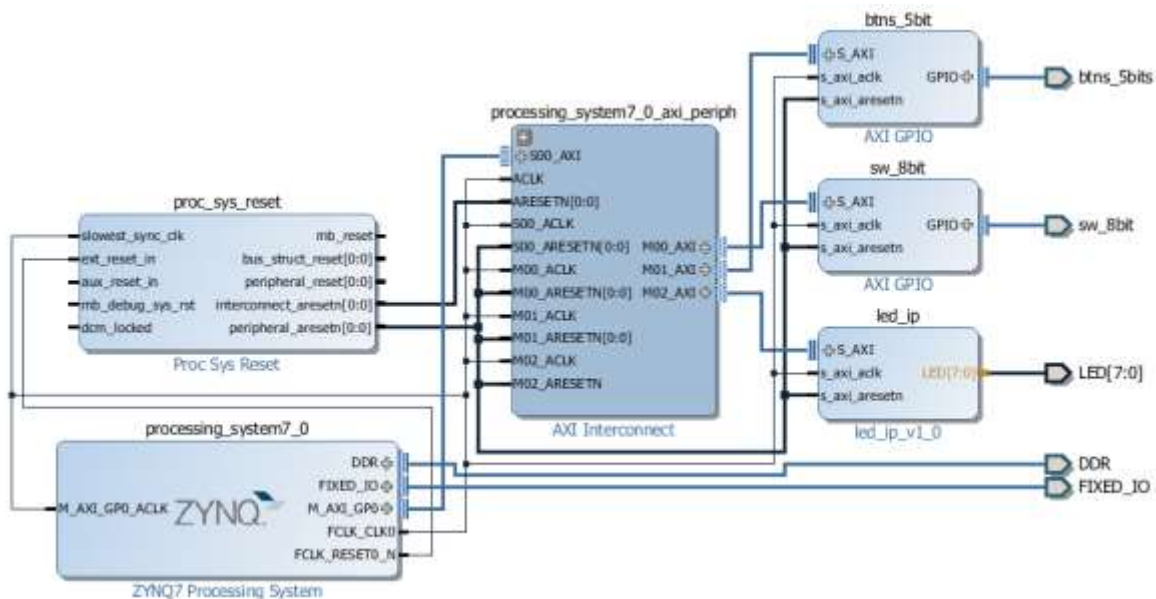 btns_5bit
S_AXI
s_axi_aclk
s_axi_aresetn
GPIO
AXI GPIO
btns_5bits
processing_system7_0_axi_periph
S00_AXI
ACLK
ARESETN[0:0]
S00_ACLK
S00_ARESETN[0:0]
M00_ACLK
M00_ARESETN[0:0]
M01_ACLK
M01_ARESETN[0:0]
M02_ACLK
M02_ARESETN
M00_AXI
M01_AXI
M02_AXI
AXI Interconnect
sw_8bit
S_AXI
s_axi_aclk
s_axi_aresetn
GPIO
AXI GPIO
sw_8bit
proc_sys_reset
slowest_sync_clk
ext_reset_in
aux_reset_in
mb_debug_sys_rst
dcm_locked
mb_reset
bus_struct_reset[0:0]
peripheral_reset[0:0]
interconnect_aresetn[0:0]
peripheral_aresetn[0:0]
Proc Sys Reset
led_ip
S_AXI
s_axi_aclk
s_axi_aresetn
LED[7:0]
led_ip_v1_0
LED[7:0]
processing_system7_0
M_AXI_GP0_ACLK
ZYNQ
DDR
FIXED_IO
M_AXI_GP0
FCLK_CLK0
FCLK_RESET0_N
ZYNQ7 Processing System
DDR
FIXED_IO